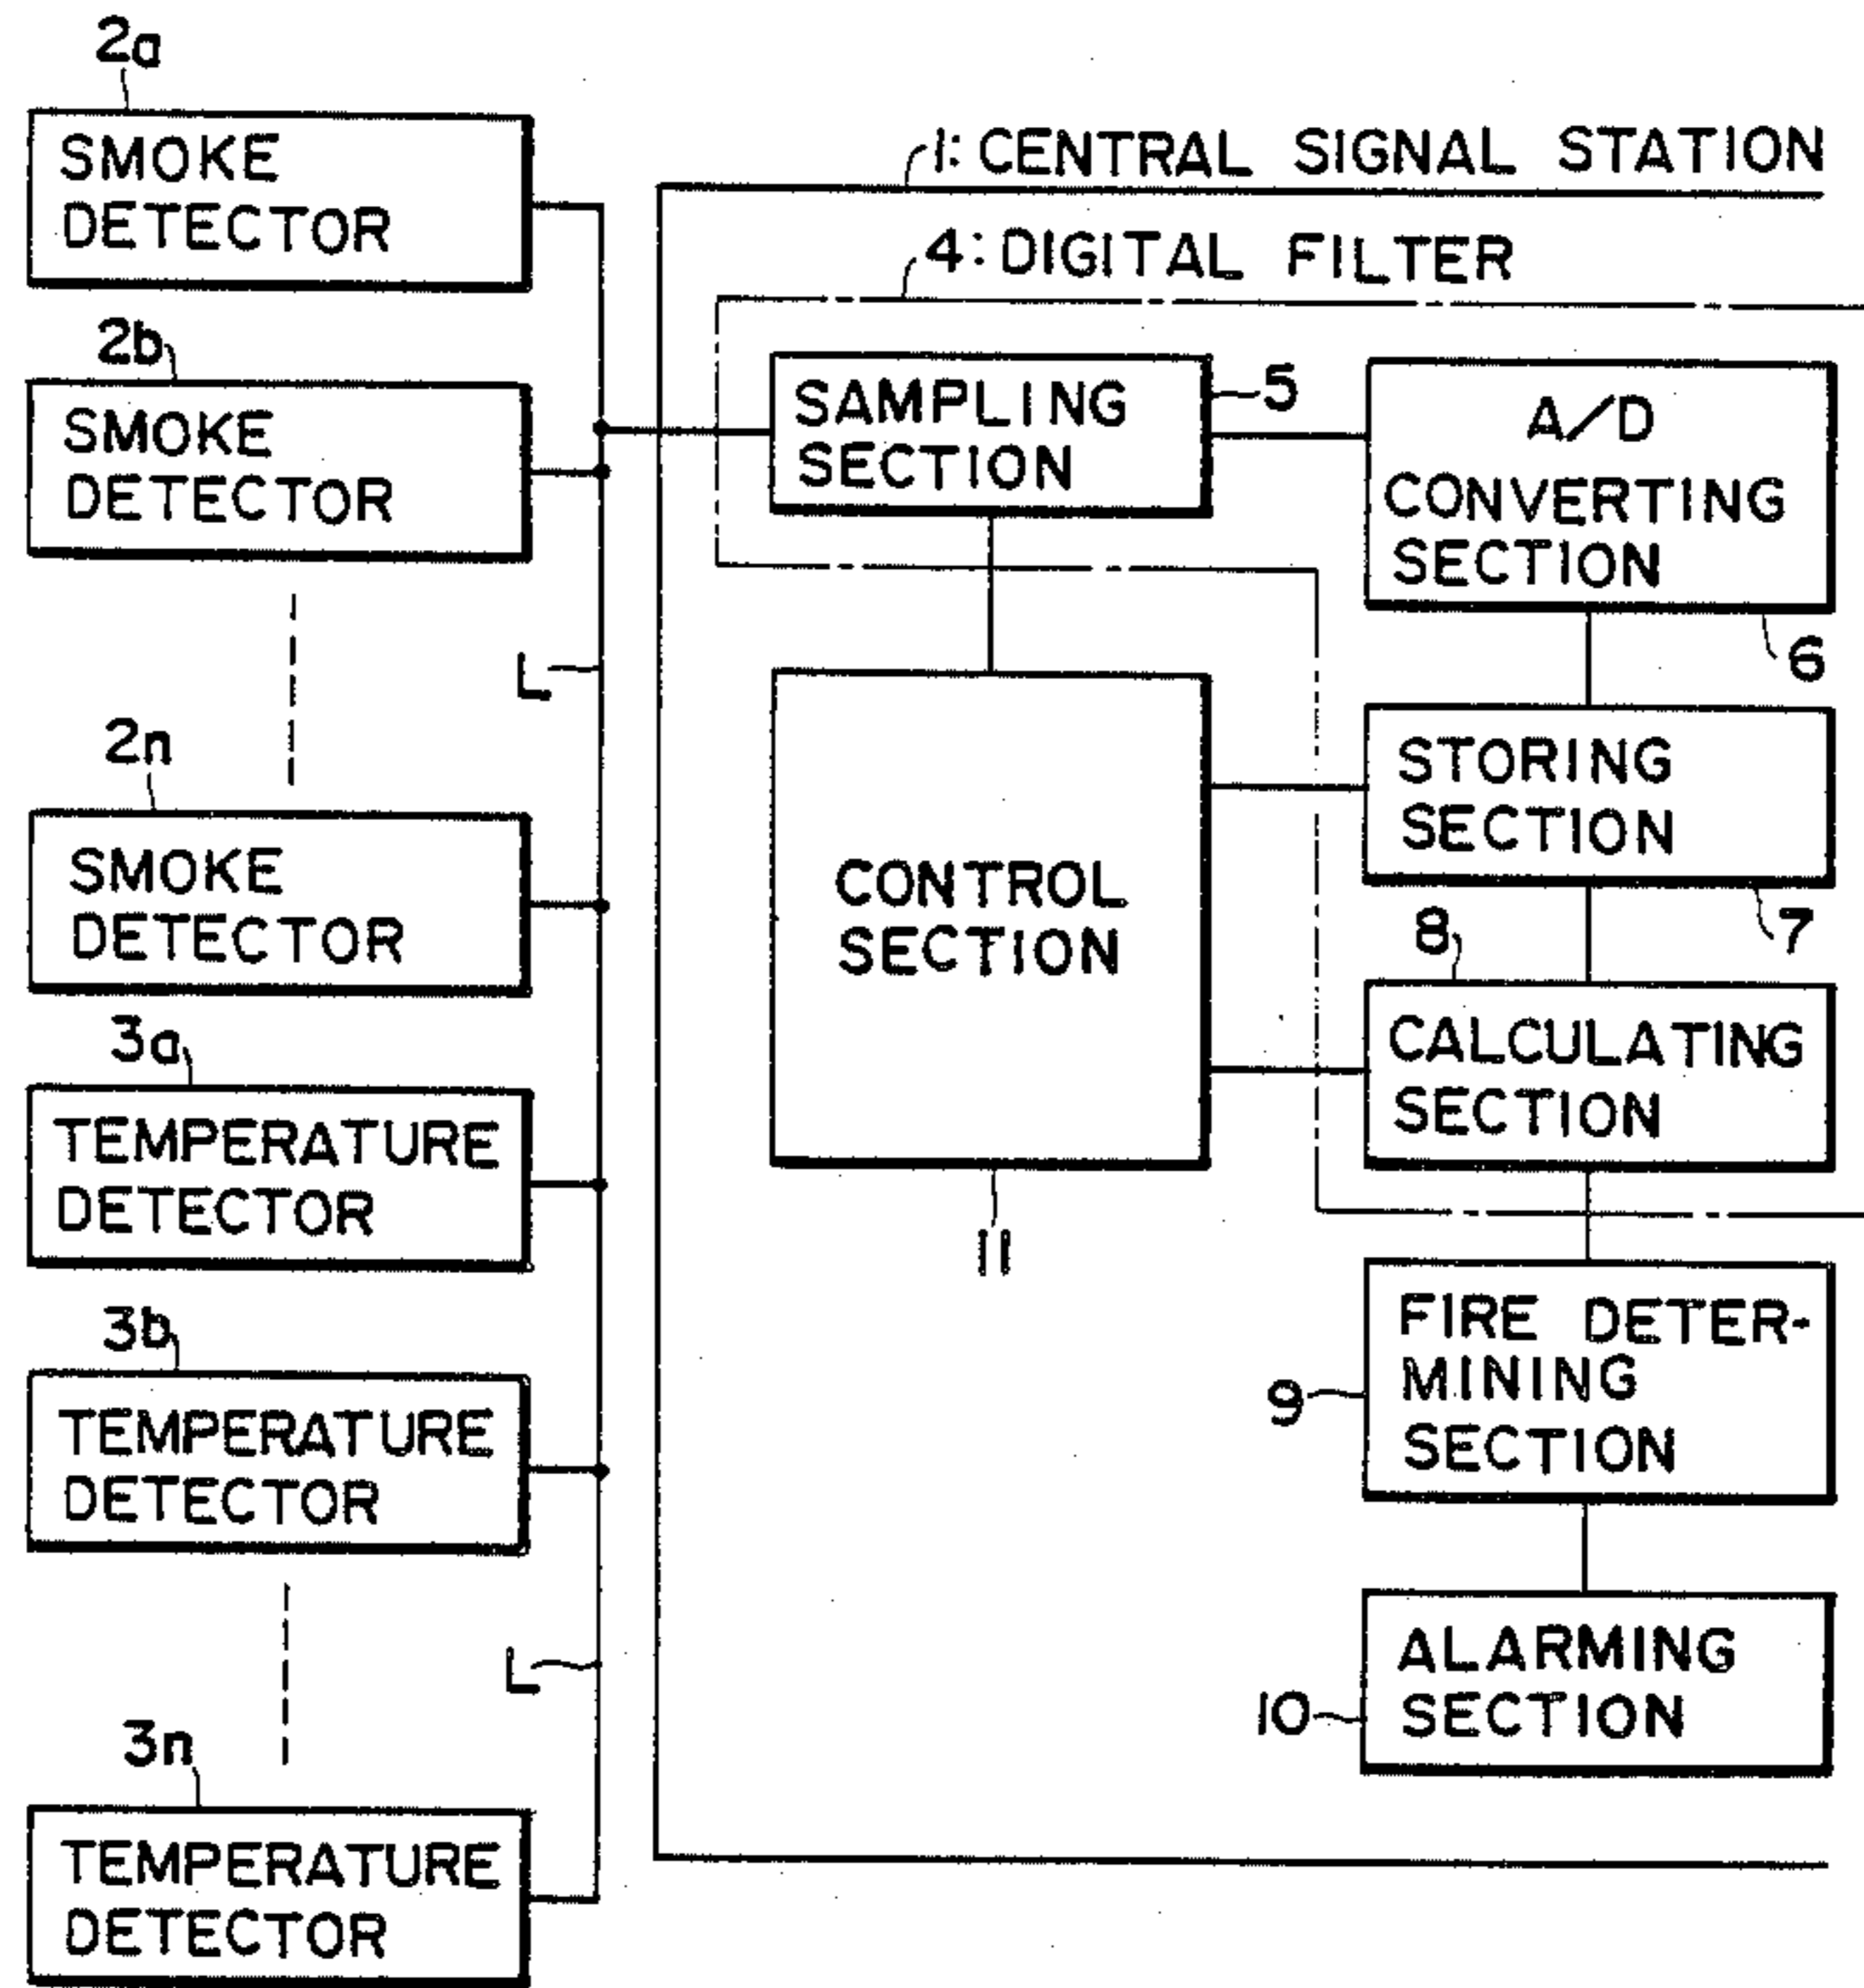 2a
SMOKE
DETECTOR
2b
SMOKE
DETECTOR
L
2n
SMOKE
DETECTOR
3a
TEMPERATURE
DETECTOR
3b
TEMPERATURE
DETECTOR
L
3n
TEMPERATURE
DETECTOR
1: CENTRAL SIGNAL STATION
4: DIGITAL FILTER
SAMPLING
SECTION
5
A/D
CONVERTING
SECTION
6
STORING
SECTION
7
CONTROL
SECTION
11
8
CALCULATING
SECTION
FIRE DETER-
MINING
SECTION
9
ALARMING
SECTION
10